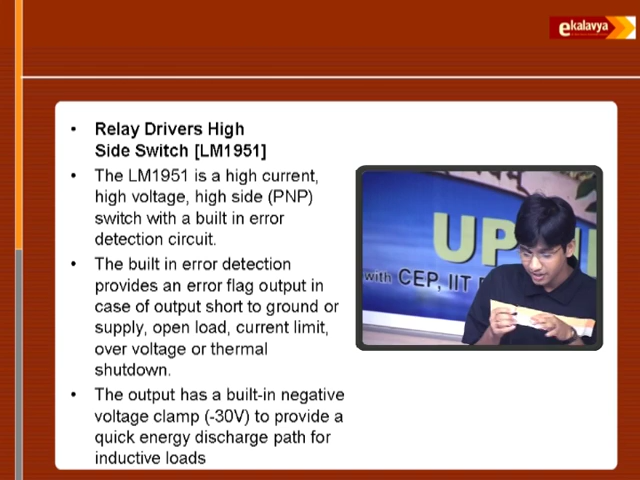 ekalavya
• Relay Drivers High
Side Switch [LM1951]
• The LM1951 is a high current,
high voltage, high side (PNP)
switch with a built in error
detection circuit.
• The built in error detection
provides an error flag output in
case of output short to ground or
supply, open load, current limit,
over voltage or thermal
shutdown.
• The output has a built-in negative
voltage clamp (-30V) to provide a
quick energy discharge path for
inductive loads
UP
with CEP, IIT